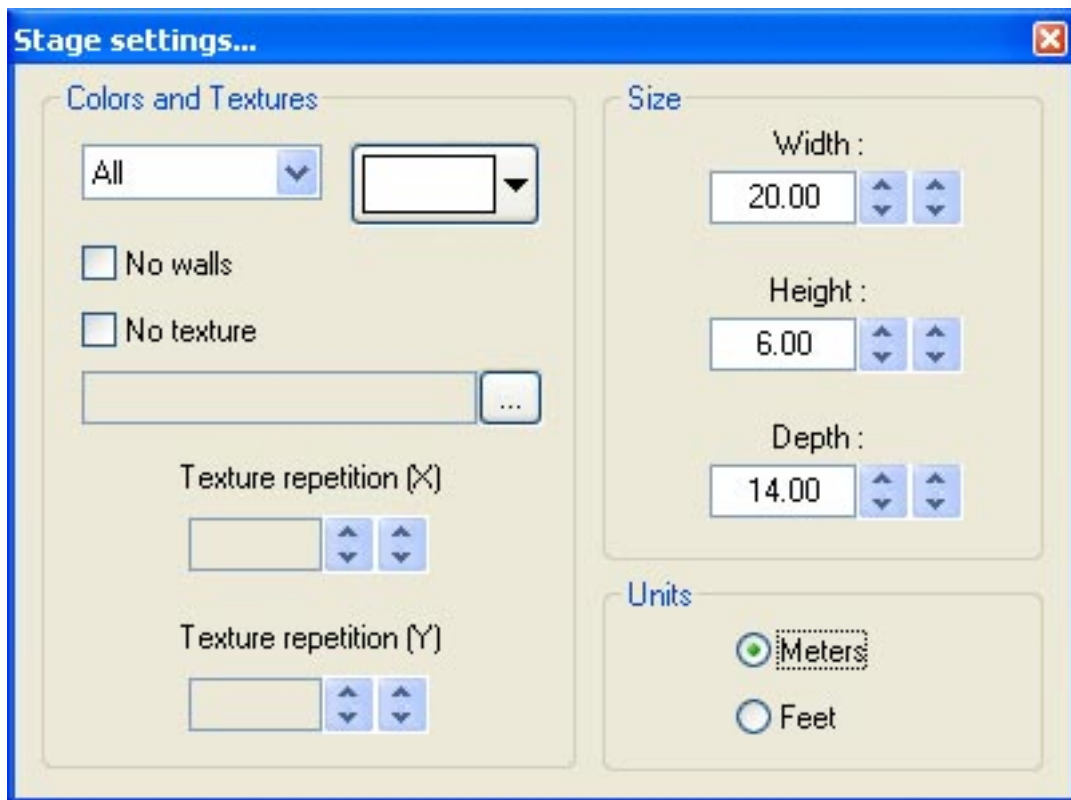 Stage settings...
Colors and Textures
All
No walls
No texture
...
Texture repetition (X)
Texture repetition (Y)
Size
Width :
20.00
Height :
6.00
Depth :
14.00
Units
Meters
Feet